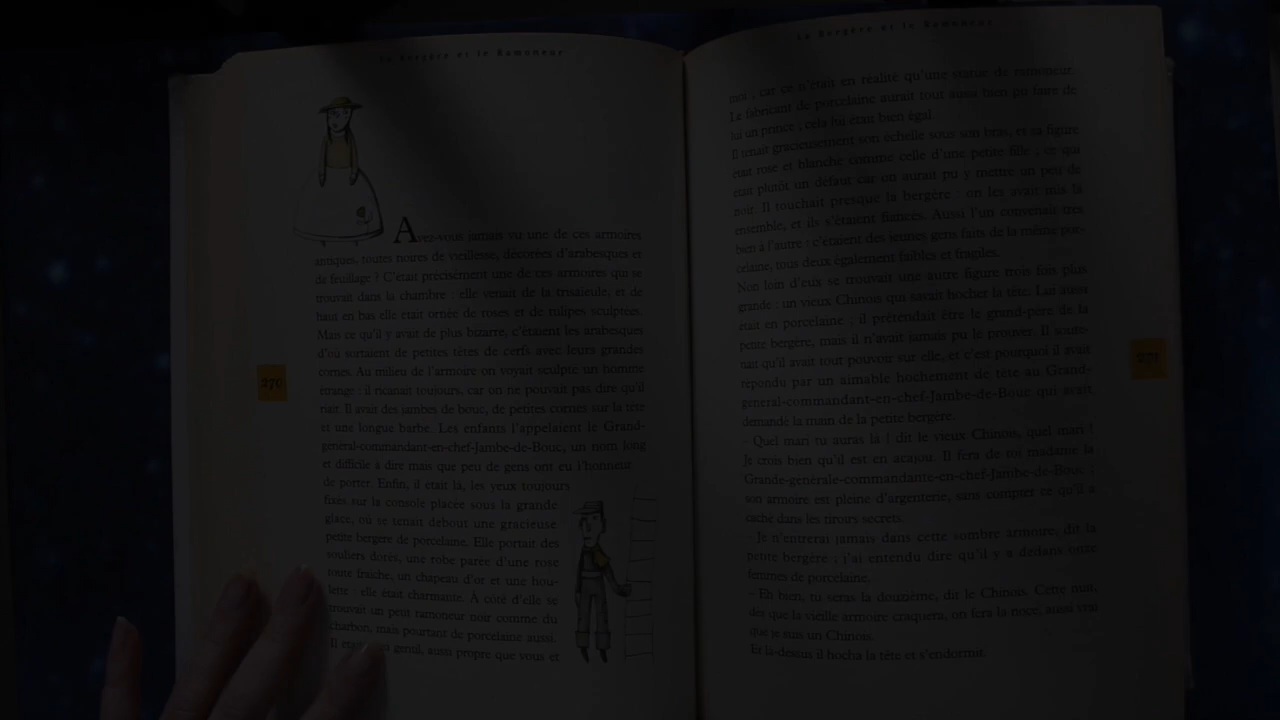 La Bergère et le Ramoneur
Avez-vous jamais vu une de ces armoires
antiques, toutes noires de vieillesse, décorées d'arabesques et
de feuillage ? C'était précisément une de ces armoires qui se
trouvait dans la chambre : elle venait de la trisaïeule, et de
haut en bas elle était ornée de roses et de tulipes sculptées.
Mais ce qu'il y avait de plus bizarre, c'étaient les arabesques
d'où sortaient de petites têtes de cerfs avec leurs grandes
cornes. Au milieu de l'armoire on voyait sculpté un homme
étrange : il ricanait toujours, car on ne pouvait pas dire qu'il
riait. Il avait des jambes de bouc, de petites cornes sur la tête
et une longue barbe. Les enfants l'appelaient le Grand-
général-commandant-en-chef-Jambe-de-Bouc, un nom long
et difficile à dire mais que peu de gens ont eu l'honneur
de porter. Enfin, il était là, les yeux toujours
fixés sur la console placée sous la grande
glace, où se tenait debout une gracieuse
petite bergère de porcelaine. Elle portait des
souliers dorés, une robe parée d'une rose
toute fraîche, un chapeau d'or et une hou-
lette : elle était charmante. À côté d'elle se
trouvait un petit ramoneur noir comme du
charbon, mais pourtant de porcelaine aussi.
Il était gentil, aussi propre que vous et
270
La Bergère et le Ramoneur
moi ; car ce n'était en réalité qu'une statue de ramoneur.
Le fabricant de porcelaine aurait tout aussi bien pu faire de
lui un prince ; cela lui était bien égal.
Il tenait gracieusement son échelle sous son bras, et sa figure
était rose et blanche comme celle d'une petite fille ; ce qui
était plutôt un défaut car on aurait pu y mettre un peu de
noir. Il touchait presque la bergère : on les avait mis là
ensemble, et ils s'étaient fiancés. Aussi l'un convenait très
bien à l'autre : c'étaient des jeunes gens faits de la même por-
celaine, tous deux également faibles et fragiles.
Non loin d'eux se trouvait une autre figure trois fois plus
grande : un vieux Chinois qui savait hocher la tête. Lui aussi
était en porcelaine ; il prétendait être le grand-père de la
petite bergère, mais il n'avait jamais pu le prouver. Il soute-
nait qu'il avait tout pouvoir sur elle, et c'est pourquoi il avait
répondu par un aimable hochement de tête au Grand-
général-commandant-en-chef-Jambe-de-Bouc qui avait
demandé la main de la petite bergère.
– Quel mari tu auras là ! dit le vieux Chinois, quel mari !
Je crois bien qu'il est en acajou. Il fera de toi madame la
Grande-générale-commandante-en-chef-Jambe-de-Bouc ;
son armoire est pleine d'argenterie, sans compter ce qu'il a
caché dans les tiroirs secrets.
– Je n'entrerai jamais dans cette sombre armoire, dit la
petite bergère ; j'ai entendu dire qu'il y a dedans onze
femmes de porcelaine.
– Eh bien, tu seras la douzième, dit le Chinois. Cette nuit,
dès que la vieille armoire craquera, on fera la noce, aussi vrai
que je suis un Chinois.
Et là-dessus il hocha la tête et s'endormit.
271